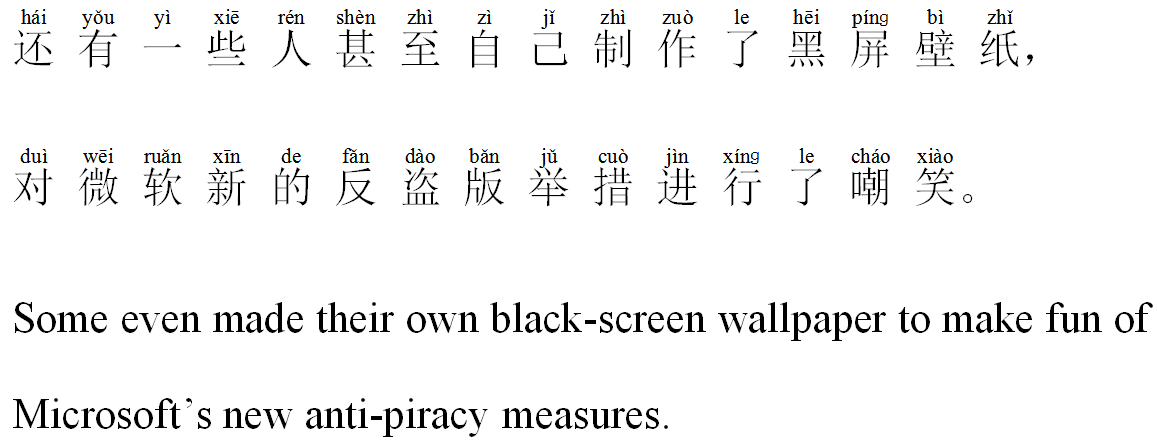 hái yǒu yì xiē rén shèn zhì zì jǐ zhì zuò le hēi píng bì zhǐ
还有一些人甚至自己制作了黑屏壁纸，
duì wēi ruǎn xīn de fǎn dào bǎn jǔ cuò jìn xíng le cháo xiào
对微软新的反盗版举措进行了嘲笑。
Some even made their own black-screen wallpaper to make fun of
Microsoft's new anti-piracy measures.